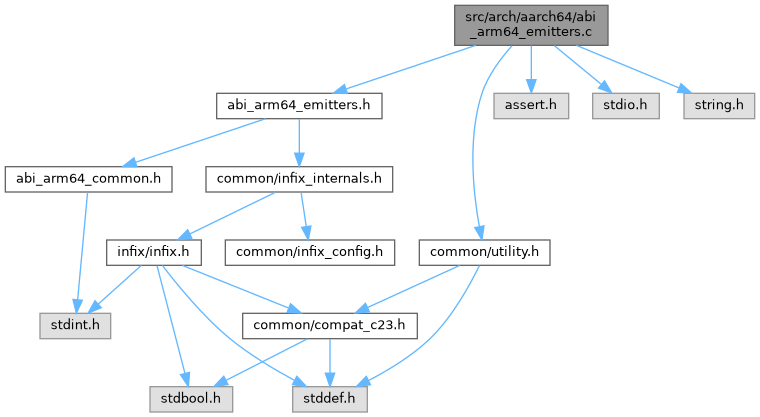 src/arch/aarch64/abi
_arm64_emitters.c
abi_arm64_emitters.h
assert.h
stdio.h
string.h
abi_arm64_common.h
common/infix_internals.h
infix/infix.h
common/infix_config.h
common/utility.h
stdint.h
common/compat_c23.h
stdbool.h
stddef.h